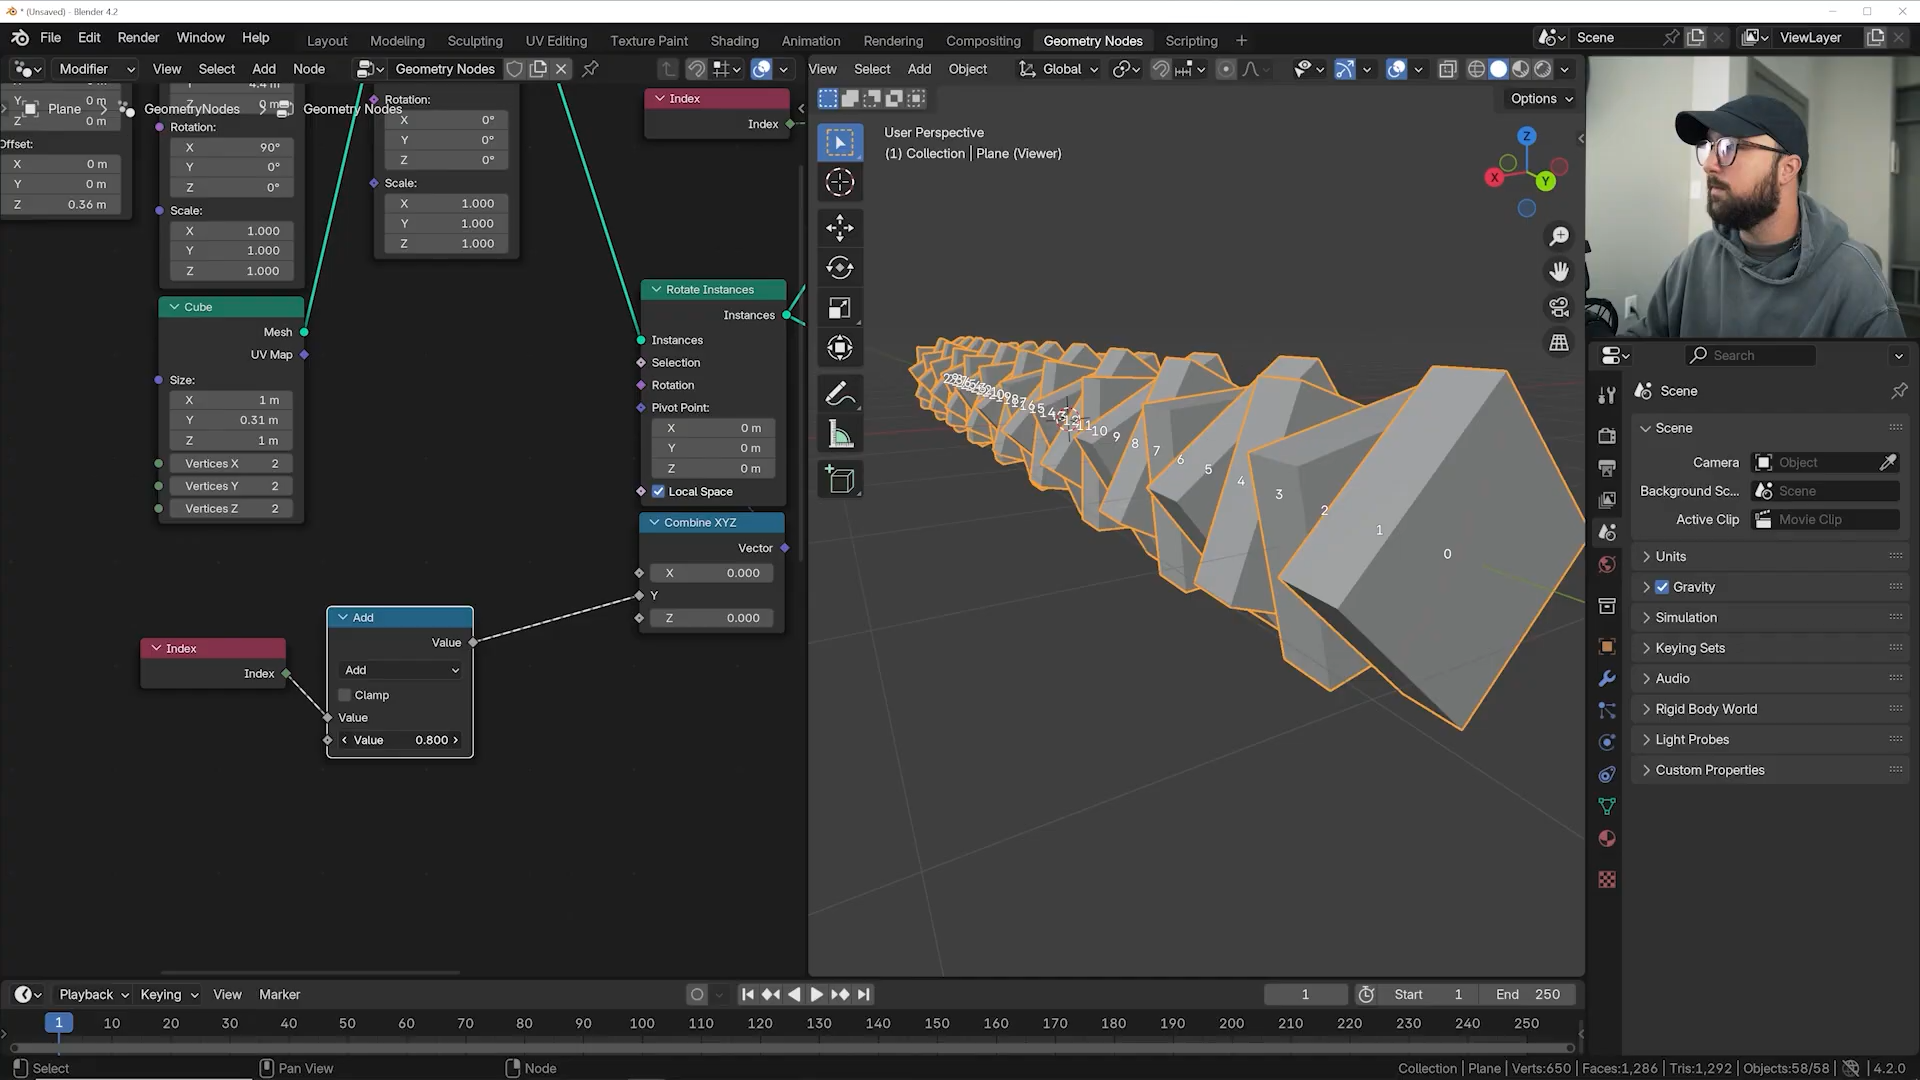 * (Unsaved) - Blender 4.2
File Edit Render Window Help
Layout Modeling Sculpting UV Editing Texture Paint Shading Animation Rendering Compositing Geometry Nodes Scripting +
Scene
ViewLayer
Modifier View Select Add Node Geometry Nodes
View Select Add Object Global
Options
Plane GeometryNodes Geometry Nodes
Y 0 m
Z 0 m
Offset:
X 0 m
Y 0 m
Z 0.36 m
4.4 m
Z 0 m
Rotation:
X 90°
Y 0°
Z 0°
Scale:
X 1.000
Y 1.000
Z 1.000
Rotation:
X 0°
Y 0°
Z 0°
Scale:
X 1.000
Y 1.000
Z 1.000
Index
Index
Cube
Mesh
UV Map
Size:
X 1 m
Y 0.31 m
Z 1 m
Vertices X 2
Vertices Y 2
Vertices Z 2
Rotate Instances
Instances
Instances
Selection
Rotation
Pivot Point:
X 0 m
Y 0 m
Z 0 m
Local Space
Combine XYZ
Vector
X 0.000
Y
Z 0.000
Index
Index
Add
Value
Add
Clamp
Value
Value 0.800
User Perspective
(1) Collection | Plane (Viewer)
Z
X
Y
11 10 9 8 7 6 5 4 3 2 1 0
Search
Scene
Scene
Camera Object
Background Sc... Scene
Active Clip Movie Clip
Units
Gravity
Simulation
Keying Sets
Audio
Rigid Body World
Light Probes
Custom Properties
Playback Keying View Marker
1 Start 1 End 250
1 10 20 30 40 50 60 70 80 90 100 110 120 130 140 150 160 170 180 190 200 210 220 230 240 250
Select Pan View Node
Collection | Plane | Verts:650 | Faces:1,286 | Tris:1,292 | Objects:58/58 | 4.2.0